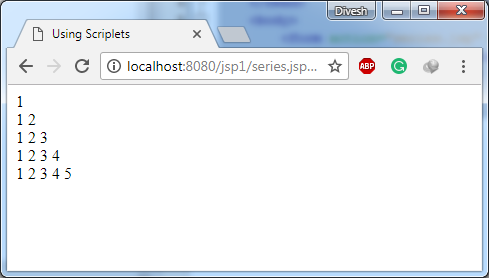 Divesh
Using Scriplets
localhost:8080/jsp1/series.jsp...
ABP
1
1 2
1 2 3
1 2 3 4
1 2 3 4 5